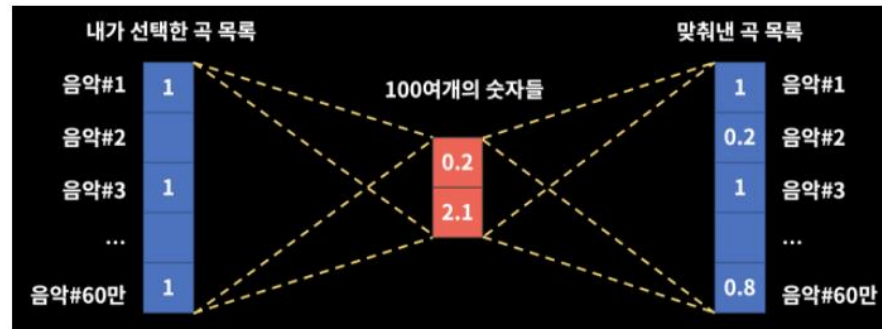 내가 선택한 곡 목록
음악#1
1
음악#2
음악#3
1
...
음악#60만
1
100여개의 숫자들
0.2
2.1
맞춰낸 곡 목록
1
음악#1
0.2
음악#2
1
음악#3
...
0.8
음악#60만